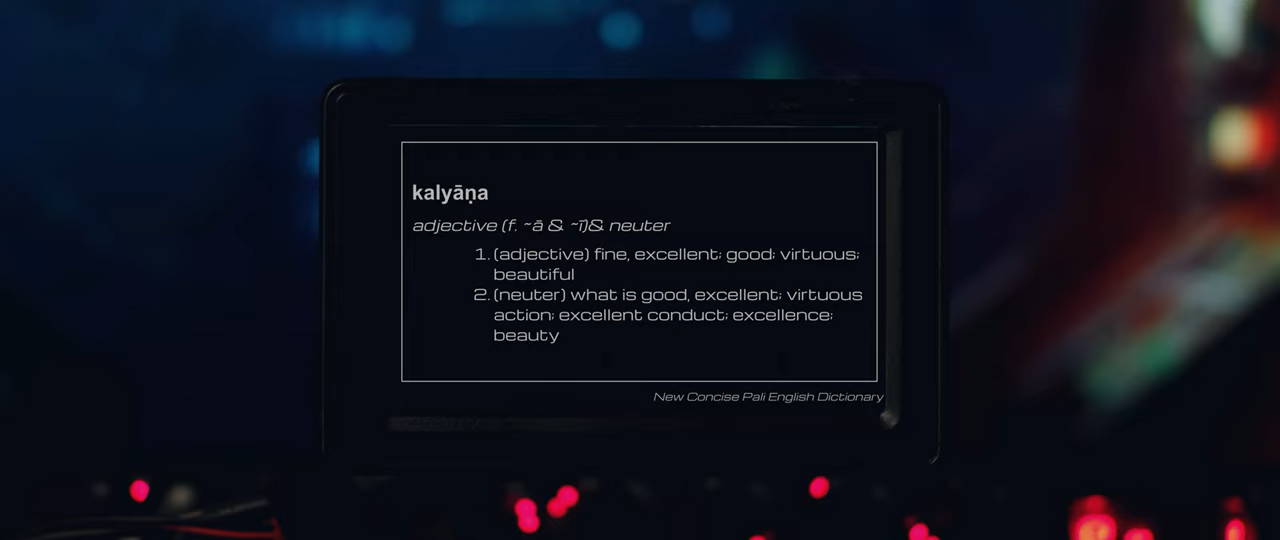 kalyāṇa
adjective (f. ~ā & ~ī)& neuter
1. (adjective) fine, excellent; good; virtuous;
beautiful
2. (neuter) what is good, excellent; virtuous
action; excellent conduct; excellence;
beauty
New Concise Pali English Dictionary